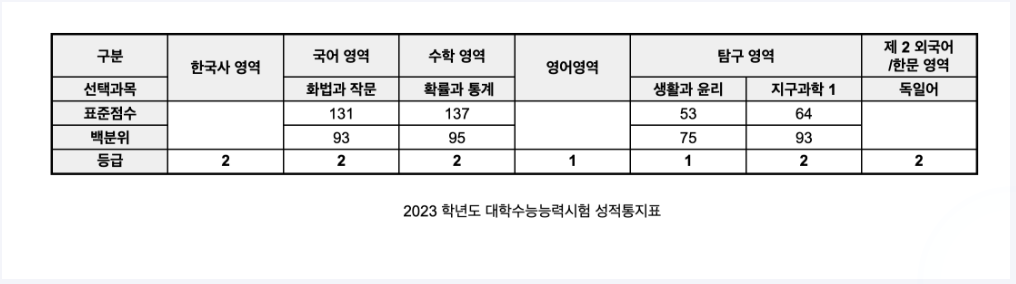 구분 한국사 영역 국어 영역 수학 영역 영어영역 탐구 영역 제 2 외국어 /한문 영역
선택과목 화법과 작문 확률과 통계 생활과 윤리 지구과학 1 독일어
표준점수 131 137 53 64
백분위 93 95 75 93
등급 2 2 2 1 1 2 2
2023 학년도 대학수능능력시험 성적통지표